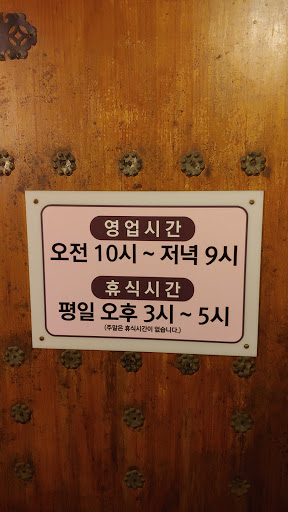 영업시간
오전 10시 ~ 저녁 9시
휴식시간
평일 오후 3시 ~ 5시
(주말은 휴식시간이 없습니다.)